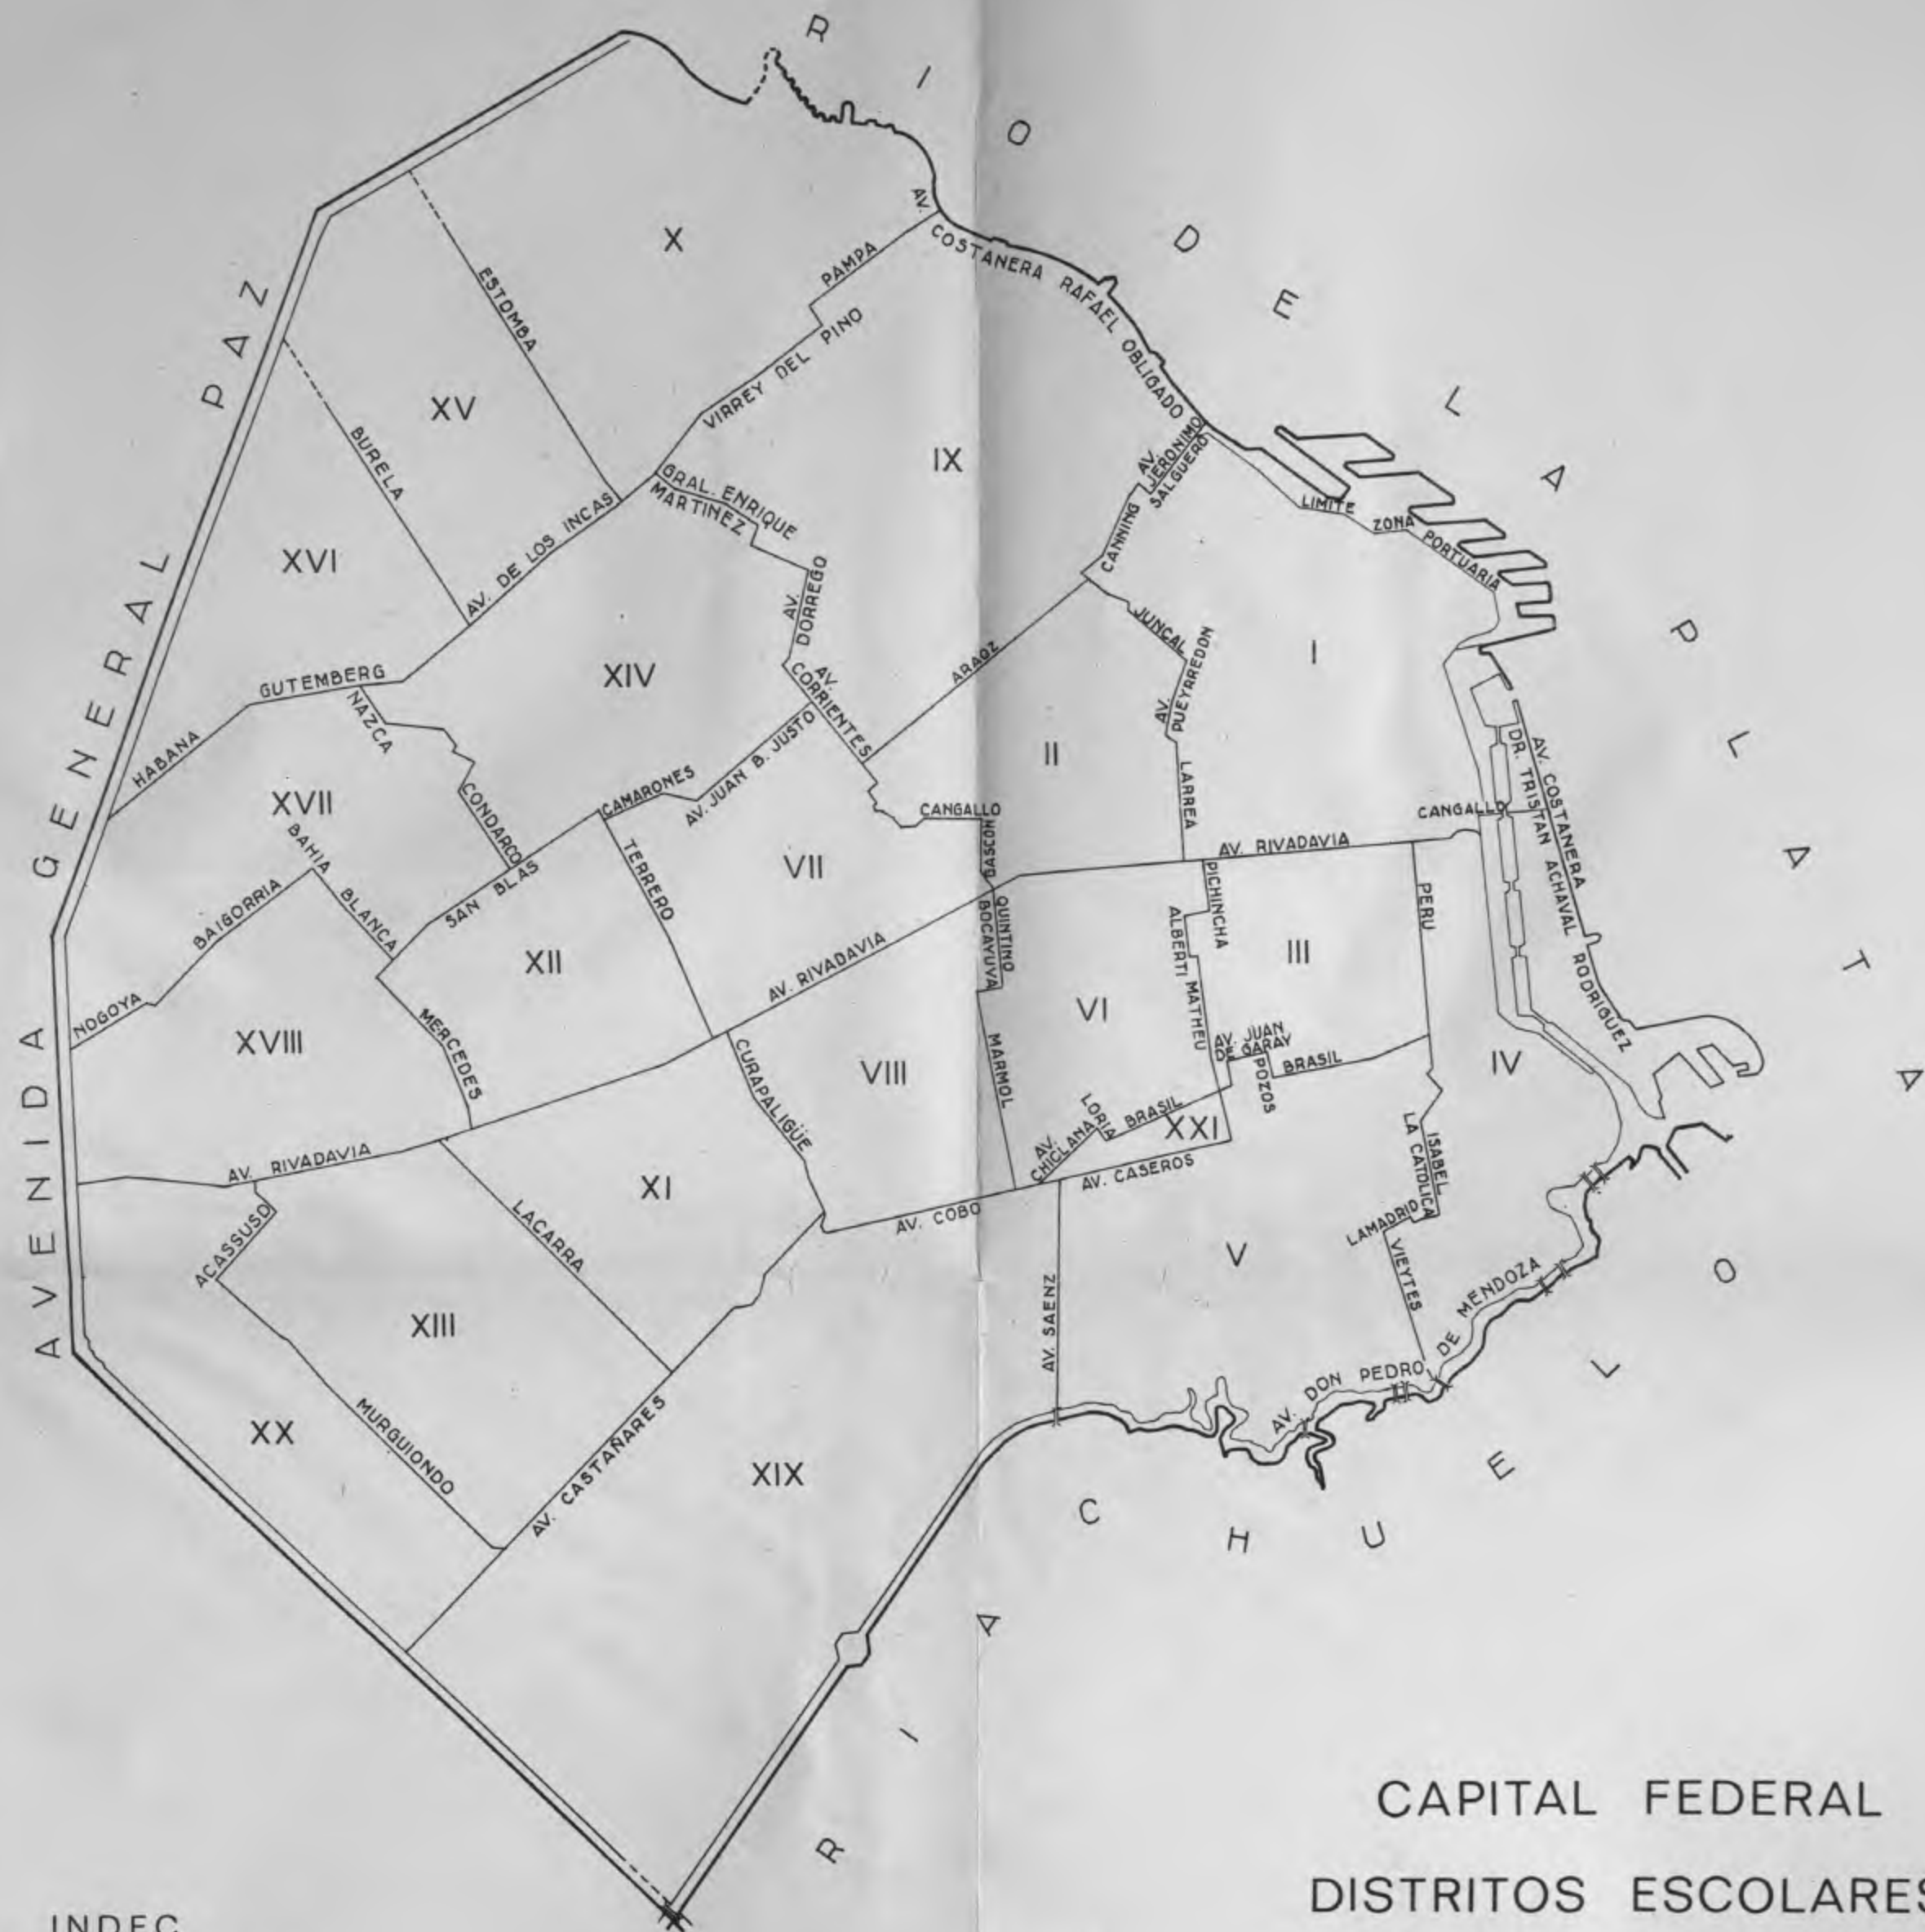 RIO DE LA PLATA
AVENIDA GENERAL PAZ
RIACHUELO
X
PAMPA
AV. COSTANERA RAFAEL OBLIGADO
ESTOMBA
VIRREY DEL PINO
XV
BURELA
IX
GRAL. ENRIQUE
MARTINEZ
AV.
JERONIMO
SALGUERO
CANNING
LIMITE ZONA PORTUARIA
AV. DE LOS INCAS
XVI
AV.
DORREGO
JUNCAL
ARAOZ
AV.
PUEYRREDON
I
XIV
GUTEMBERG
NAZCA
AV.
CORRIENTES
HABANA
II
LARREA
AV. JUAN B. JUSTO
CAMARONES
CONDARCO
XVII
CANGALLO
GASCON
CANGALLO
AV. COSTANERA
DR. TRISTAN ACHAVAL RODRIGUEZ
BAHIA BLANCA
SAN BLAS
TERRERO
VII
AV. RIVADAVIA
PICHINCHA
PERU
BAIGORRIA
XII
AV. RIVADAVIA
QUINTINO
BOCAYUVA
ALBERTI
MATHEU
III
NOGOYA
XVIII
MERCEDES
VI
MARMOL
AV. JUAN
DE GARAY
POZOS
BRASIL
IV
CURAPALIGÜE
VIII
LORIA
BRASIL
XXI
AV.
CHICLANA
AV. CASEROS
ISABEL
LA CATOLICA
AV. RIVADAVIA
ACASSUSO
LACARRA
XI
AV. COBO
LAMADRID
VIEYTES
V
AV. SAENZ
XIII
AV. DON PEDRO DE MENDOZA
XX
MURGUIONDO
AV. CASTAÑARES
XIX
CAPITAL FEDERAL
DISTRITOS ESCOLARES
INDEC